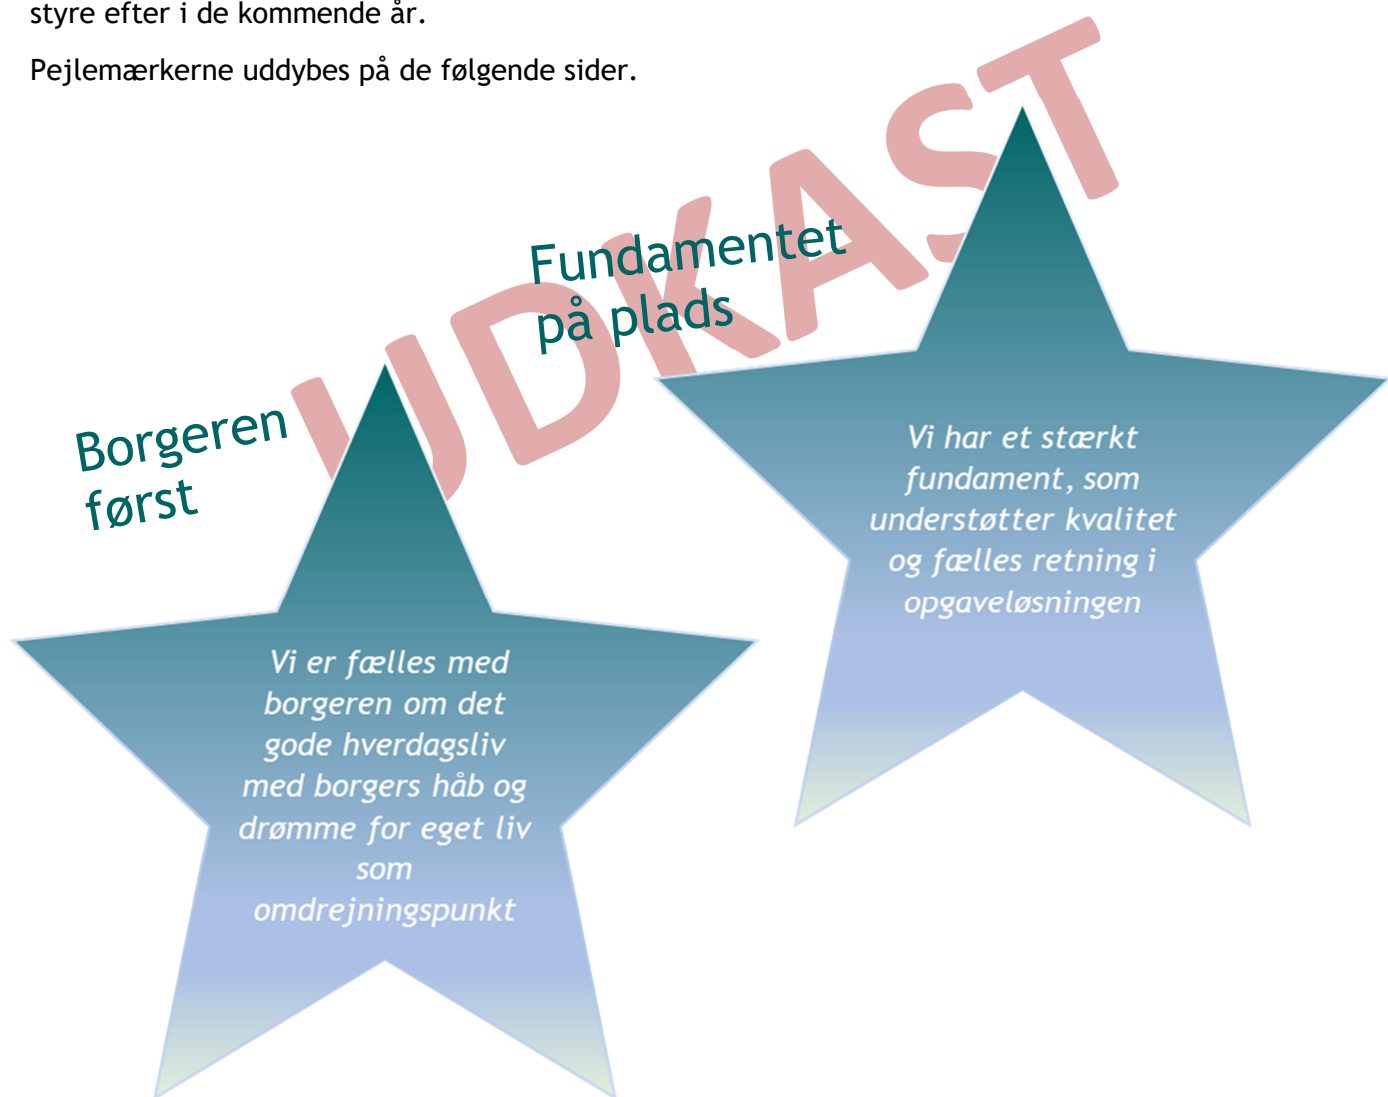 styre efter i de kommende år.
Pejlemærkerne uddybes på de følgende sider.
UDKAST
Fundamentet
på plads
Borgeren
først
Vi har et stærkt
fundament, som
understøtter kvalitet
og fælles retning i
opgaveløsningen
Vi er fælles med
borgeren om det
gode hverdagsliv
med borgers håb og
drømme for eget liv
som
omdrejningspunkt